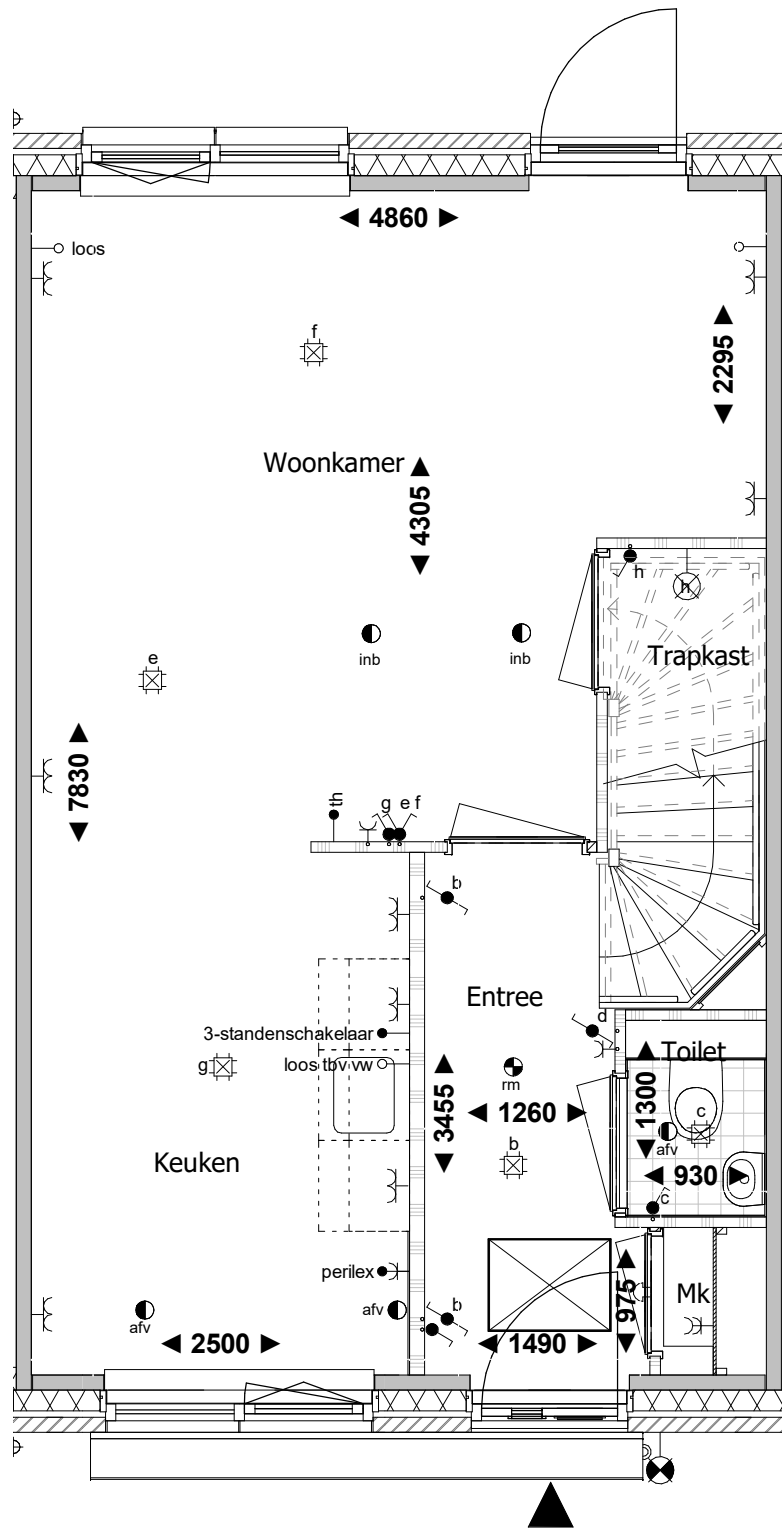 4860
loos
2295
f
Woonkamer
4305
h
h
inb
inb
Trapkast
e
7830
th
g
e f
b
Entree
d
3-standenschakelaar
Toilet
g
loos tbv vw
rm
1300
c
3455
1260
afv
b
Keuken
930
c
perilex
975
Mk
afv
afv
b
2500
1490